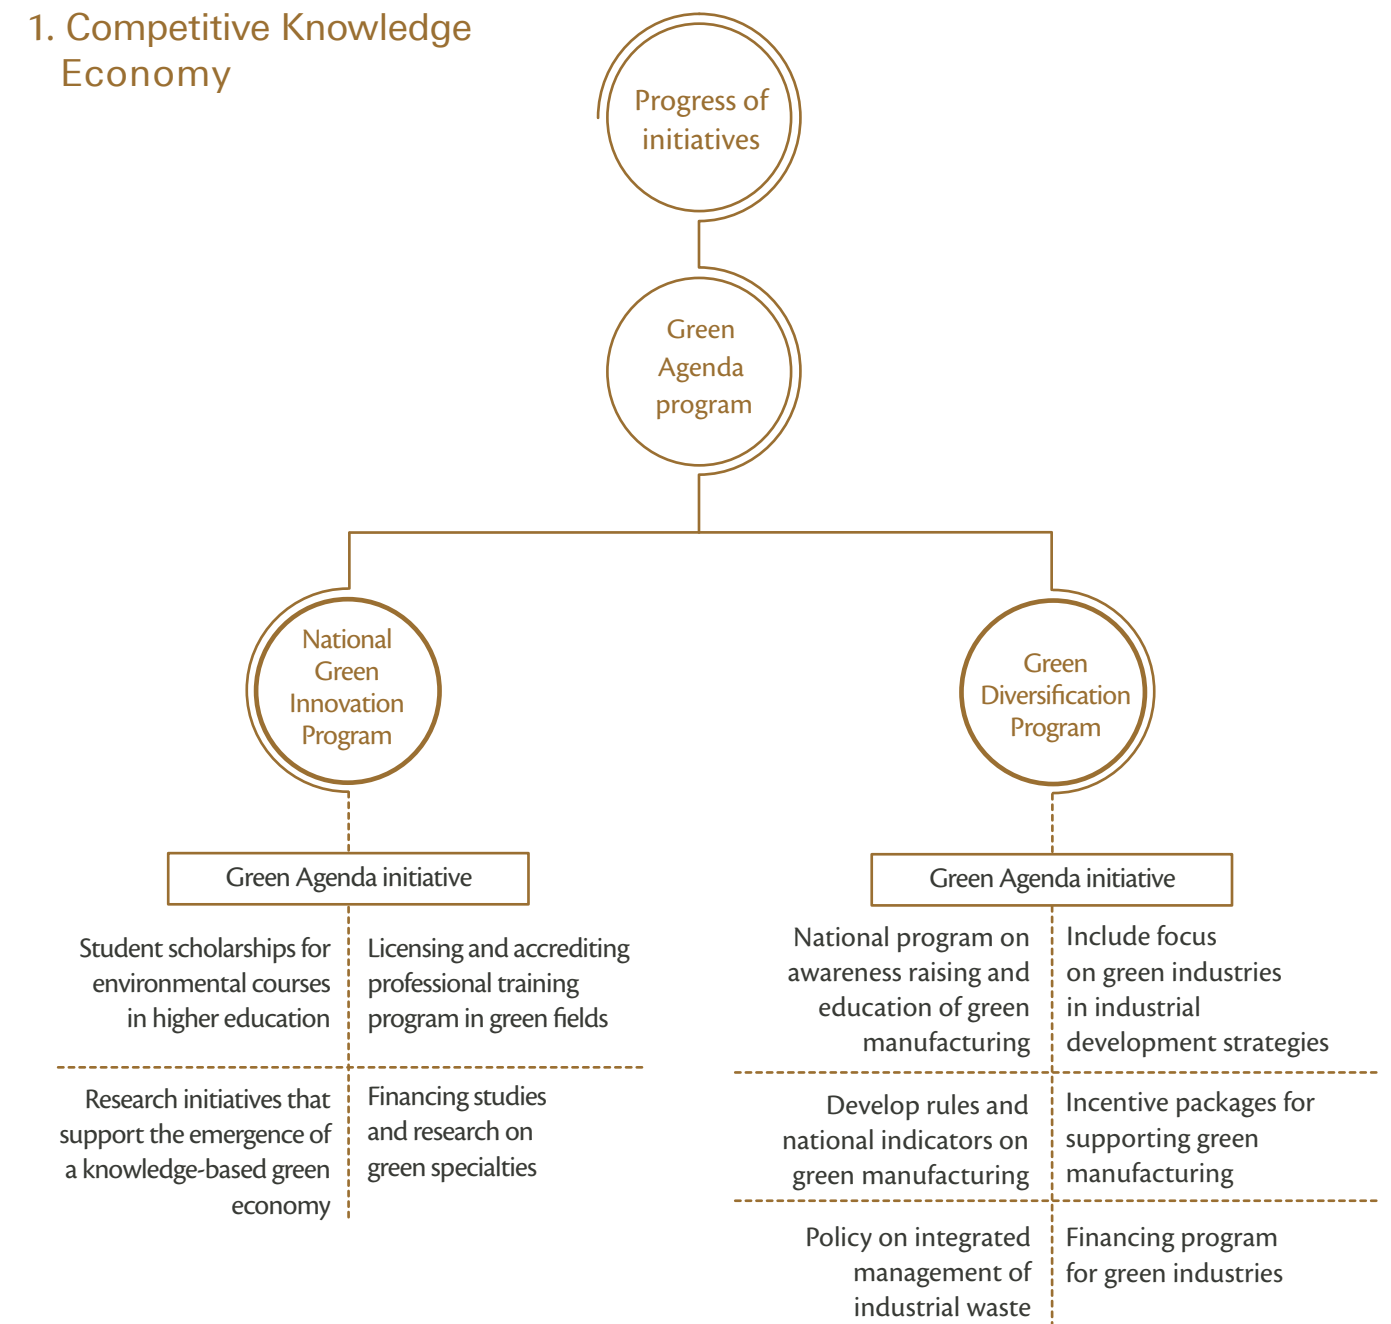 1. Competitive Knowledge
Economy
Progress of
initiatives
Green
Agenda
program
National
Green
Innovation
Program
Green Agenda initiative
Student scholarships for
environmental courses
in higher education
Licensing and accrediting
professional training
program in green fields
Research initiatives that
support the emergence of
a knowledge-based green
economy
Financing studies
and research on
green specialties
Green
Diversification
Program
Green Agenda initiative
National program on
awareness raising and
education of green
manufacturing
Include focus
on green industries
in industrial
development strategies
Develop rules and
national indicators on
green manufacturing
Incentive packages for
supporting green
manufacturing
Policy on integrated
management of
industrial waste
Financing program
for green industries